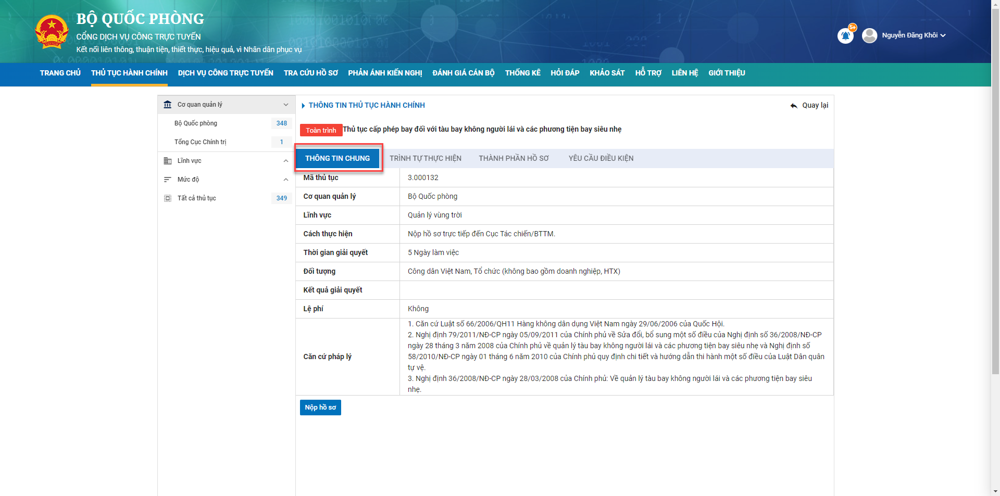 BỘ QUỐC PHÒNG
CỔNG DỊCH VỤ CÔNG TRỰC TUYẾN
Kết nối liên thông, thuận tiện, thiết thực, hiệu quả, vì Nhân dân phục vụ
5+
Nguyễn Đăng Khôi
TRANG CHỦ THỦ TỤC HÀNH CHÍNH DỊCH VỤ CÔNG TRỰC TUYẾN TRA CỨU HỒ SƠ PHẢN ÁNH KIẾN NGHỊ ĐÁNH GIÁ CÁN BỘ THỐNG KÊ HỎI ĐÁP KHẢO SÁT HỖ TRỢ LIÊN HỆ GIỚI THIỆU
Cơ quan quản lý
Bộ Quốc phòng 348
Tổng Cục Chính trị 1
Lĩnh vực
Mức độ
Tất cả thủ tục 349
THÔNG TIN THỦ TỤC HÀNH CHÍNH
Quay lại
Toàn trình Thủ tục cấp phép bay đối với tàu bay không người lái và các phương tiện bay siêu nhẹ
THÔNG TIN CHUNG TRÌNH TỰ THỰC HIỆN THÀNH PHẦN HỒ SƠ YÊU CẦU ĐIỀU KIỆN
Mã thủ tục 3.000132
Cơ quan quản lý Bộ Quốc phòng
Lĩnh vực Quản lý vùng trời
Cách thực hiện Nộp hồ sơ trực tiếp đến Cục Tác chiến/BTTM.
Thời gian giải quyết 5 Ngày làm việc
Đối tượng Công dân Việt Nam, Tổ chức (không bao gồm doanh nghiệp, HTX)
Kết quả giải quyết
Lệ phí Không
Căn cứ pháp lý
1. Căn cứ Luật số 66/2006/QH11 Hàng không dân dụng Việt Nam ngày 29/06/2006 của Quốc Hội.
2. Nghị định 79/2011/NĐ-CP ngày 05/09/2011 của Chính phủ về Sửa đổi, bổ sung một số điều của Nghị định số 36/2008/NĐ-CP
ngày 28 tháng 3 năm 2008 của Chính phủ về quản lý tàu bay không người lái và các phương tiện bay siêu nhẹ và Nghị định số
58/2010/NĐ-CP ngày 01 tháng 6 năm 2010 của Chính phủ quy định chi tiết và hướng dẫn thi hành một số điều của Luật Dân quân
tự vệ.
3. Nghị định 36/2008/NĐ-CP ngày 28/03/2008 của Chính phủ: Về quản lý tàu bay không người lái và các phương tiện bay siêu
nhẹ.
Nộp hồ sơ